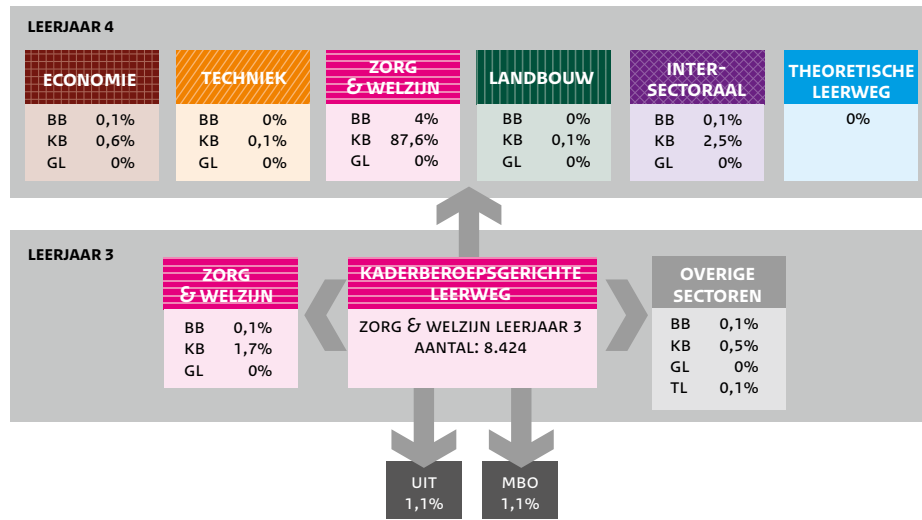 LEERJAAR 4
ECONOMIE
BB 0,1%
KB 0,6%
GL 0%
TECHNIEK
BB 0%
KB 0,1%
GL 0%
ZORG
& WELZIJN
BB 4%
KB 87,6%
GL 0%
LANDBOUW
BB 0%
KB 0,1%
GL 0%
INTER-
SECTORAAL
BB 0,1%
KB 2,5%
GL 0%
THEORETISCHE
LEERWEG
0%
LEERJAAR 3
ZORG
& WELZIJN
BB 0,1%
KB 1,7%
GL 0%
KADERBEROEPSGERICHTE
LEERWEG
ZORG & WELZIJN LEERJAAR 3
AANTAL: 8.424
OVERIGE
SECTOREN
BB 0,1%
KB 0,5%
GL 0%
TL 0,1%
UIT
1,1%
MBO
1,1%